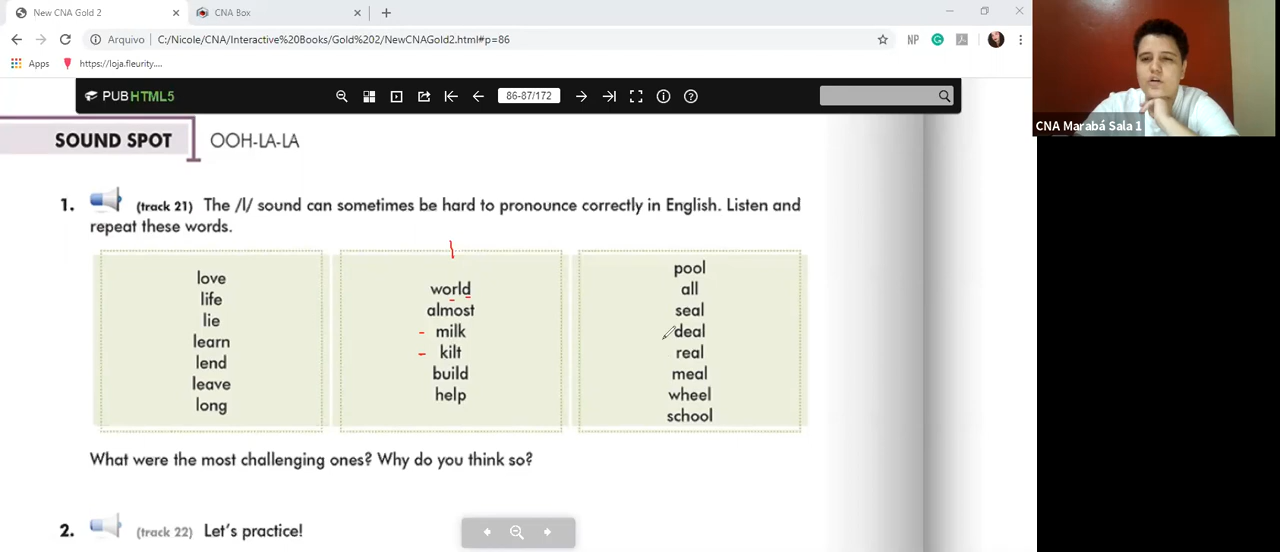 New CNA Gold 2
CNA Box
Arquivo
C:/Nicole/CNA/Interactive%20Books/Gold%202/NewCNAGold2.html#p=86
NP
Apps
https://loja.fleurity....
PUBHTML5
86-87/172
SOUND SPOT
OOH-LA-LA
1. (track 21) The /l/ sound can sometimes be hard to pronounce correctly in English. Listen and
repeat these words.
love
life
lie
learn
lend
leave
long
world
almost
milk
kilt
build
help
pool
all
seal
deal
real
meal
wheel
school
What were the most challenging ones? Why do you think so?
2. (track 22) Let's practice!
CNA Marabá Sala 1